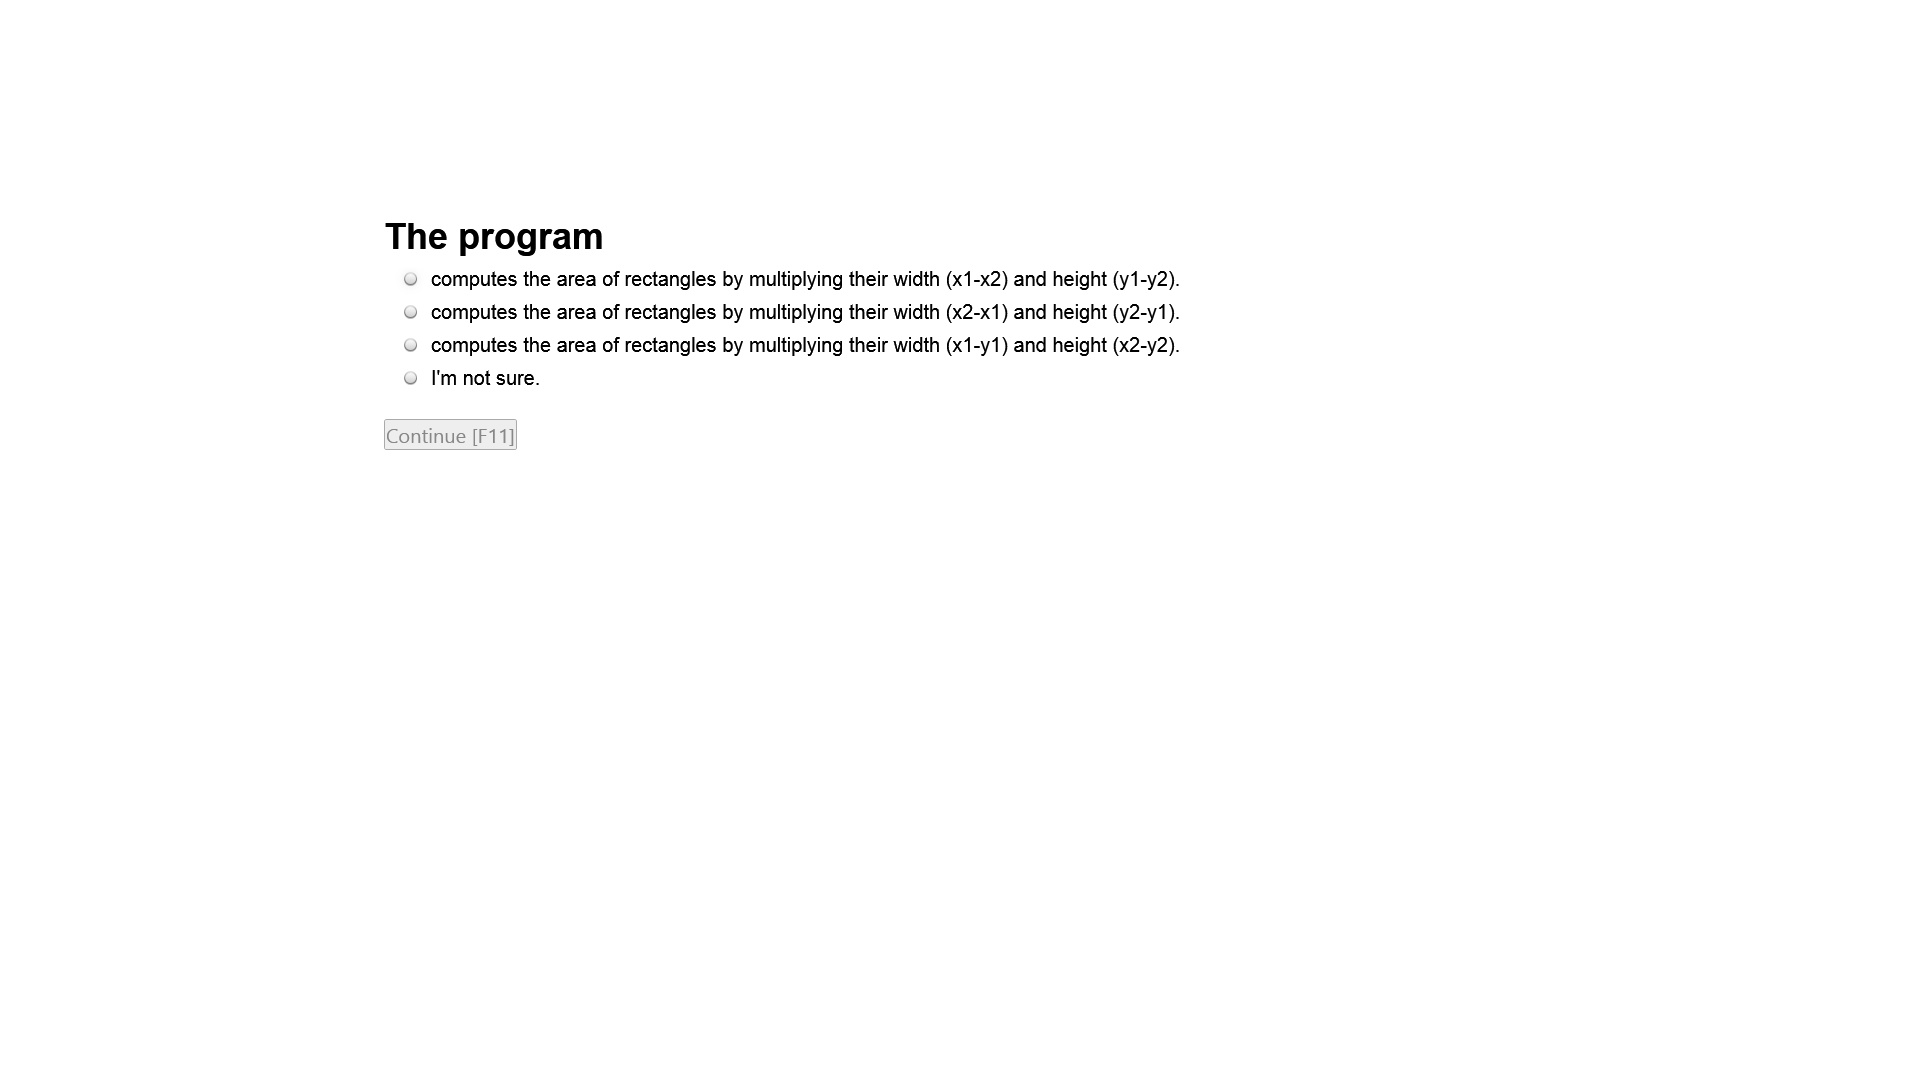 The program
computes the area of rectangles by multiplying their width (x1-x2) and height (y1-y2).
computes the area of rectangles by multiplying their width (x2-x1) and height (y2-y1).
computes the area of rectangles by multiplying their width (x1-y1) and height (x2-y2).
I'm not sure.
Continue [F11]